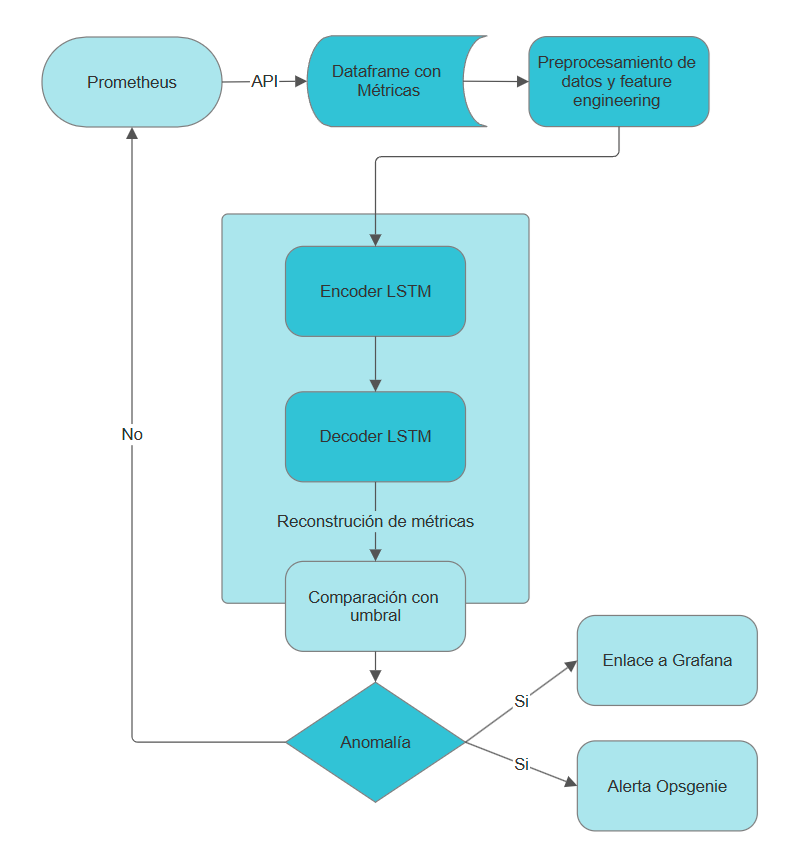 Prometheus
API
Dataframe con
Métricas
Preprocesamiento de
datos y feature
engineering
Encoder LSTM
Decoder LSTM
No
Reconstrución de métricas
Comparación con
umbral
Anomalía
Si
Enlace a Grafana
Si
Alerta Opsgenie